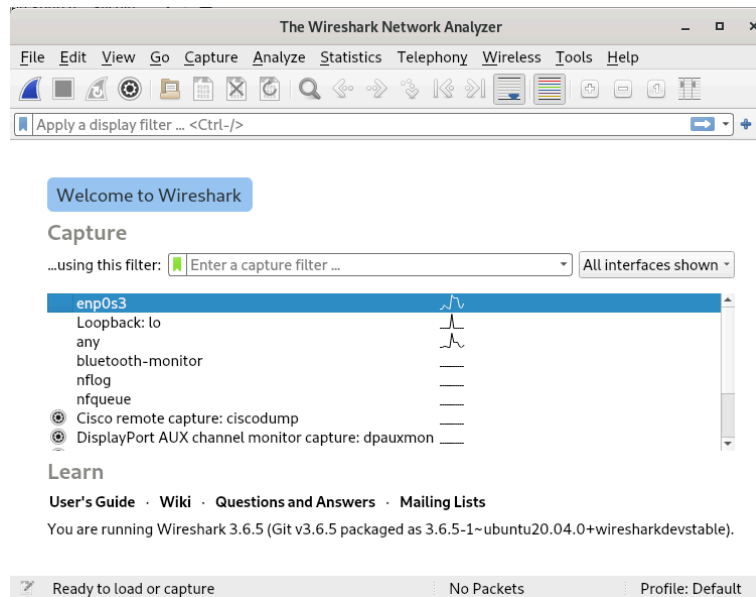 The Wireshark Network Analyzer
File Edit View Go Capture Analyze Statistics Telephony Wireless Tools Help
Apply a display filter ... <Ctrl-/>
Welcome to Wireshark
Capture
...using this filter: Enter a capture filter ... All interfaces shown
enp0s3
Loopback: lo
any
bluetooth-monitor
nflog
nfqueue
Cisco remote capture: ciscodump
DisplayPort AUX channel monitor capture: dpauxmon
Learn
User's Guide · Wiki · Questions and Answers · Mailing Lists
You are running Wireshark 3.6.5 (Git v3.6.5 packaged as 3.6.5-1~ubuntu20.04.0+wiresharkdevstable).
Ready to load or capture No Packets Profile: Default